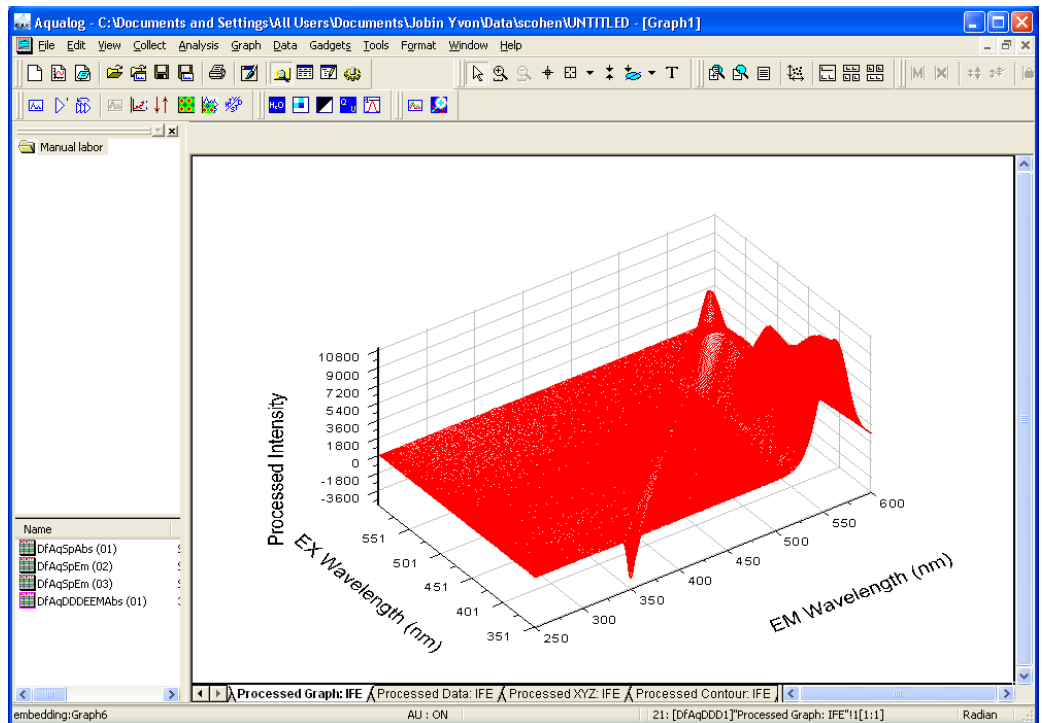 Aqualog - C:\Documents and Settings\All Users\Documents\Jobin Yvon\Data\scohen\UNTITLED - [Graph1]
File Edit View Collect Analysis Graph Data Gadgets Tools Format Window Help
Manual labor
Name
DfAqSpAbs (01)
DfAqSpEm (02)
DfAqSpEm (03)
DfAqDDDEEMAbs (01)
Processed Intensity
10800
9000
7200
5400
3600
1800
0
-1800
-3600
EX Wavelength (nm)
551
501
451
401
351
250
300
350
400
450
500
550
600
EM Wavelength (nm)
Processed Graph: IFE Processed Data: IFE Processed XYZ: IFE Processed Contour: IFE
embedding:Graph6 AU : ON 21: [DfAqDDD1]"Processed Graph: IFE"!1[1:1] Radian